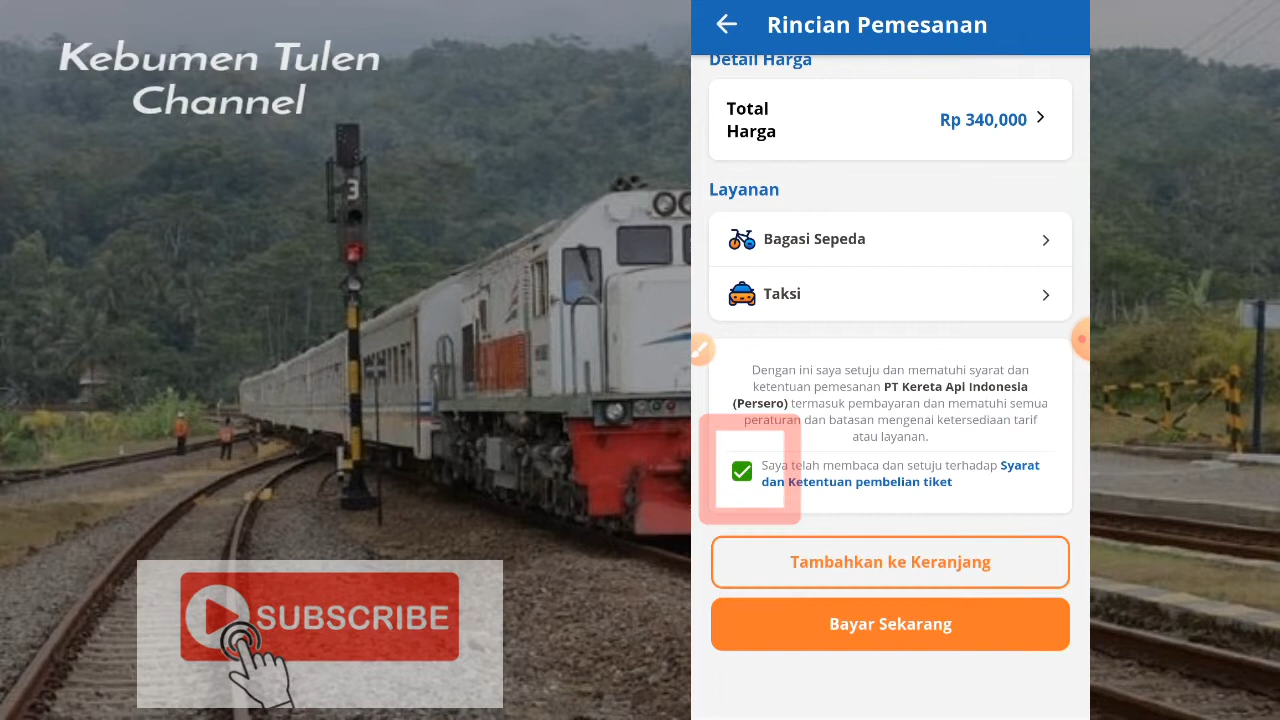 Kebumen Tulen
Channel
3
SUBSCRIBE
Rincian Pemesanan
Detail Harga
Total
Harga
Rp 340,000
Layanan
Bagasi Sepeda
Taksi
Dengan ini saya setuju dan mematuhi syarat dan
ketentuan pemesanan PT Kereta Api Indonesia
(Persero) termasuk pembayaran dan mematuhi semua
peraturan dan batasan mengenai ketersediaan tarif
atau layanan.
Saya telah membaca dan setuju terhadap Syarat
dan Ketentuan pembelian tiket
Tambahkan ke Keranjang
Bayar Sekarang